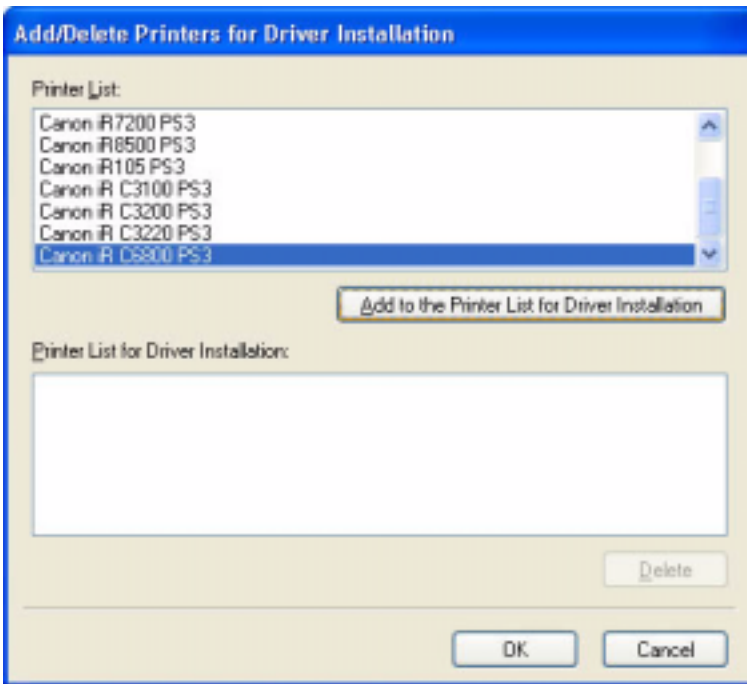 Add/Delete Printers for Driver Installation
Printer List:
Canon iR7200 PS3
Canon iR8500 PS3
Canon iR105 PS3
Canon iR C3100 PS3
Canon iR C3200 PS3
Canon iR C3220 PS3
Canon iR C6800 PS3
Add to the Printer List for Driver Installation
Printer List for Driver Installation:
Delete
OK
Cancel